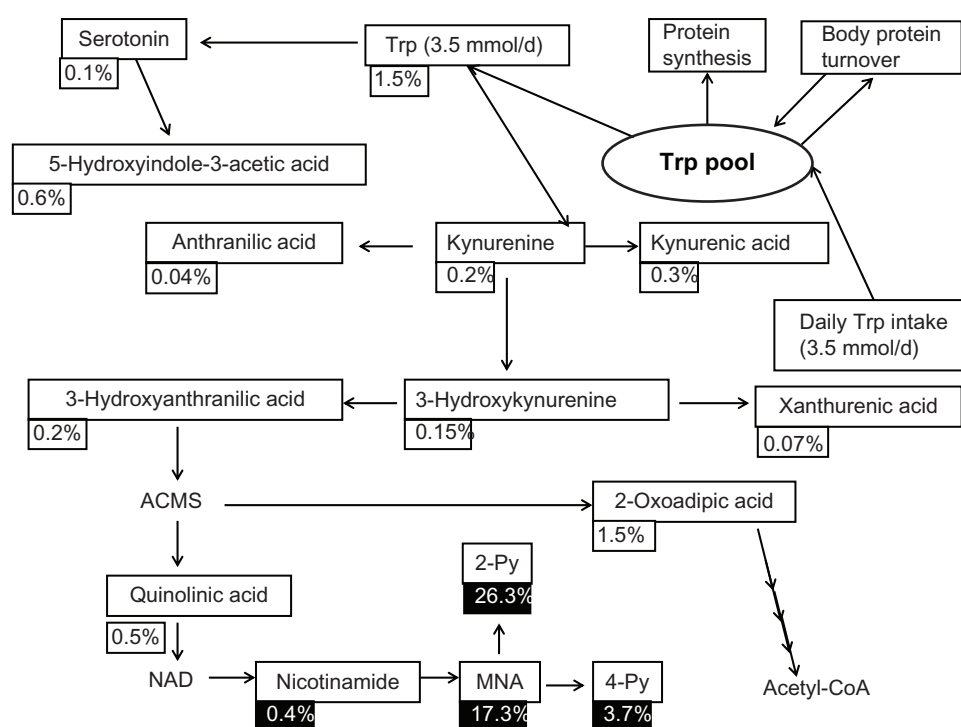 Serotonin
0.1%
Trp (3.5 mmol/d)
1.5%
Protein
synthesis
Body protein
turnover
Trp pool
5-Hydroxyindole-3-acetic acid
0.6%
Anthranilic acid
0.04%
Kynurenine
0.2%
Kynurenic acid
0.3%
Daily Trp intake
(3.5 mmol/d)
3-Hydroxyanthranilic acid
0.2%
3-Hydroxykynurenine
0.15%
Xanthurenic acid
0.07%
ACMS
2-Oxoadipic acid
1.5%
2-Py
26.3%
Quinolinic acid
0.5%
NAD
Nicotinamide
0.4%
MNA
17.3%
4-Py
3.7%
Acetyl-CoA